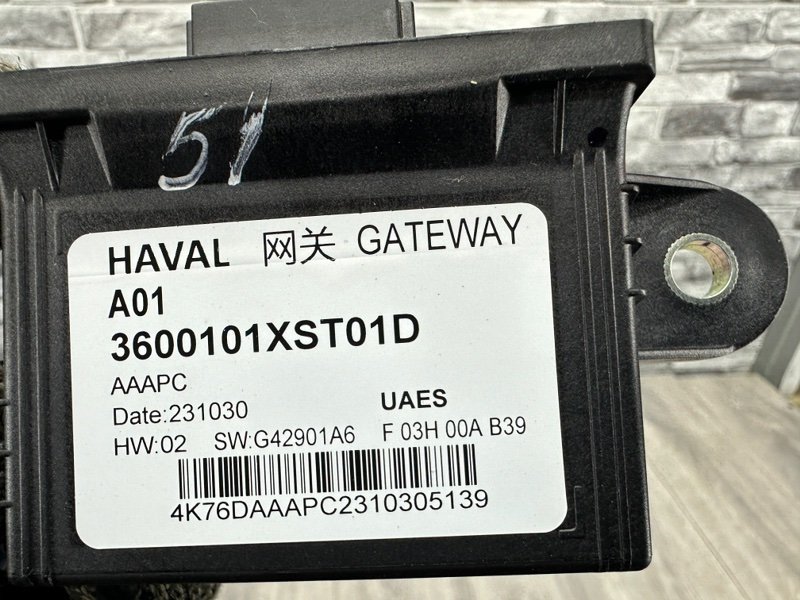 51
HAVAL 网关 GATEWAY
A01
3600101XST01D
AAAPC
Date:231030 UAES
HW:02 SW:G42901A6 F 03H 00A B39
4K76DAAAPC2310305139